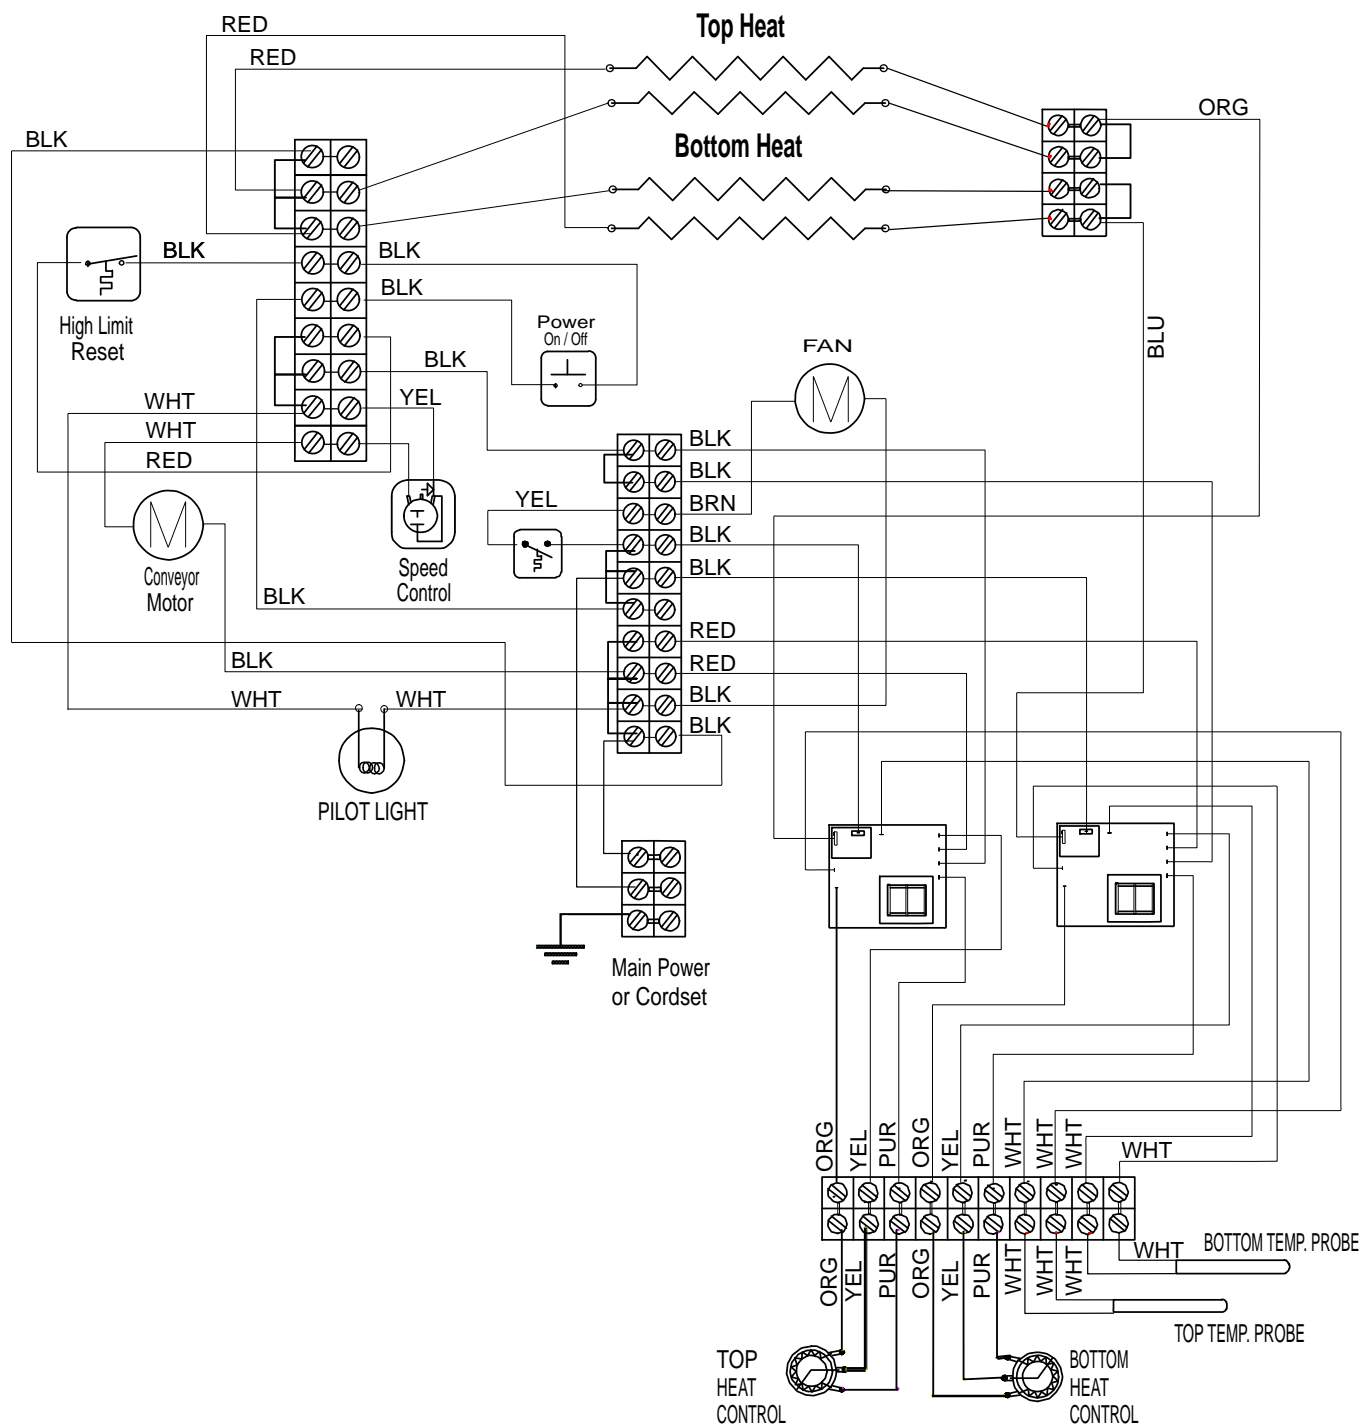 RED
Top Heat
RED
ORG
BLK
Bottom Heat
BLK
BLK
BLK
High Limit
Reset
Power
On / Off
BLU
FAN
BLK
WHT
YEL
WHT
RED
BLK
BLK
YEL
BRN
BLK
Conveyor
Motor
Speed
Control
BLK
BLK
RED
BLK
RED
WHT
WHT
BLK
BLK
PILOT LIGHT
Main Power
or Cordset
ORG
YEL
PUR
ORG
YEL
PUR
WHT
WHT
WHT
WHT
ORG
YEL
PUR
ORG
YEL
PUR
WHT
WHT
WHT
WHT
BOTTOM TEMP. PROBE
TOP TEMP. PROBE
TOP
HEAT
CONTROL
BOTTOM
HEAT
CONTROL